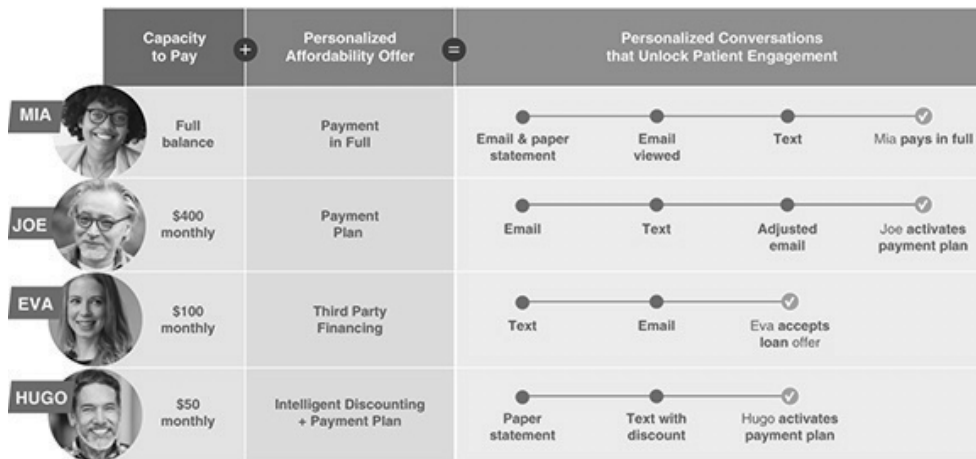 Capacity
to Pay
+
Personalized
Affordability Offer
=
Personalized Conversations
that Unlock Patient Engagement
MIA
Full
balance
Payment
in Full
Email & paper
statement
Email
viewed
Text
Mia pays in full
JOE
$400
monthly
Payment
Plan
Email
Text
Adjusted
email
Joe activates
payment plan
EVA
$100
monthly
Third Party
Financing
Text
Email
Eva accepts
loan offer
HUGO
$50
monthly
Intelligent Discounting
+ Payment Plan
Paper
statement
Text with
discount
Hugo activates
payment plan